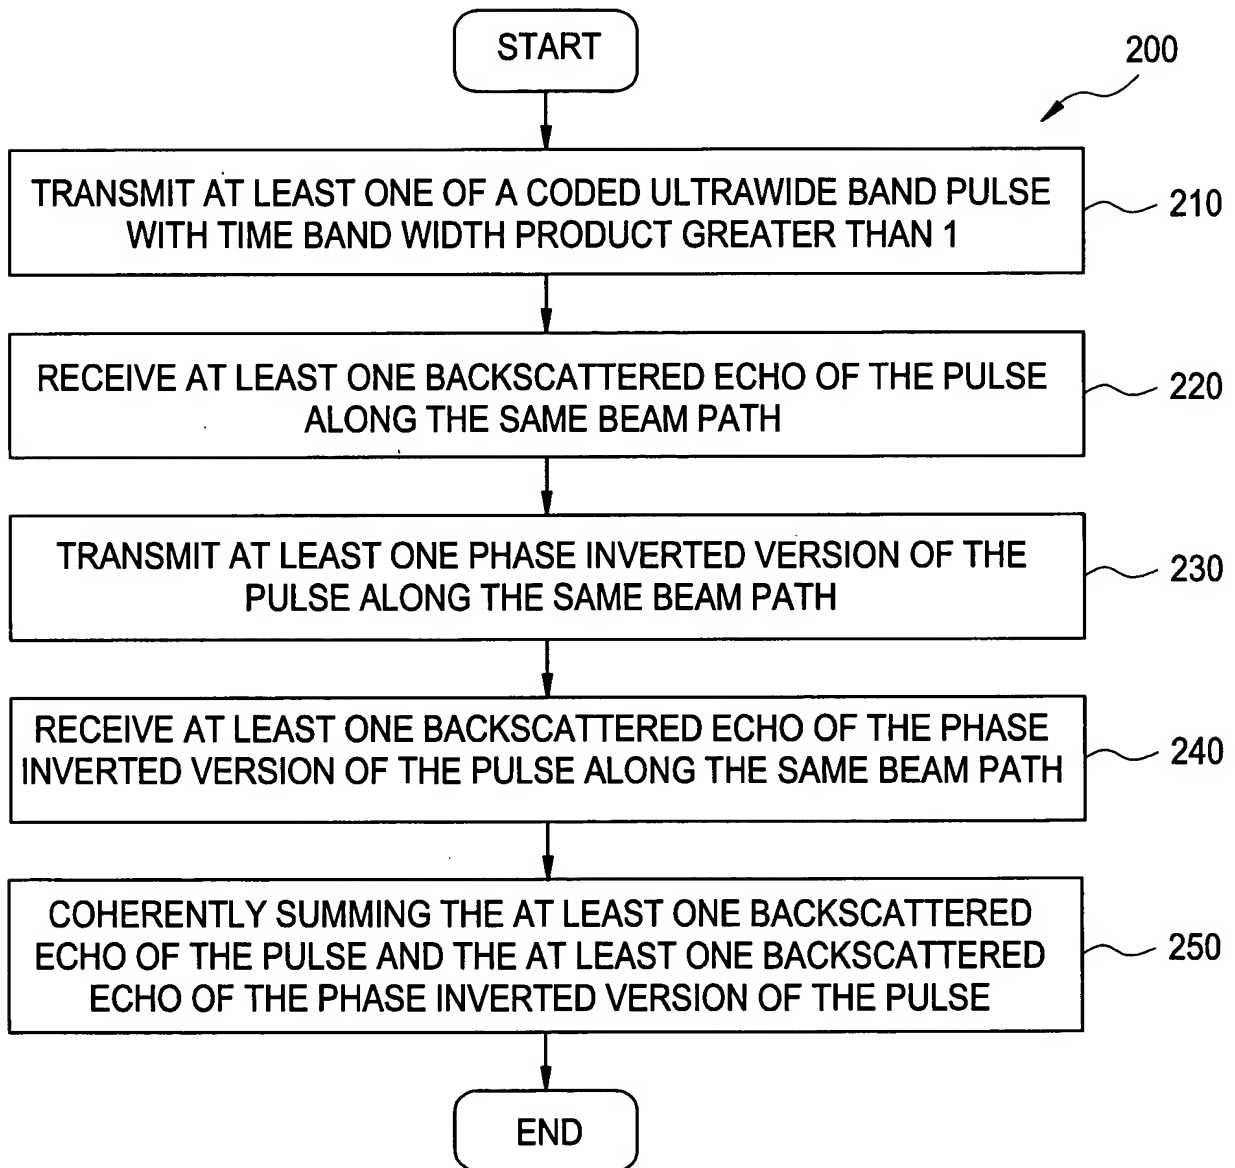 START
200
TRANSMIT AT LEAST ONE OF A CODED ULTRAWIDE BAND PULSE
WITH TIME BAND WIDTH PRODUCT GREATER THAN 1
210
RECEIVE AT LEAST ONE BACKSCATTERED ECHO OF THE PULSE
ALONG THE SAME BEAM PATH
220
TRANSMIT AT LEAST ONE PHASE INVERTED VERSION OF THE
PULSE ALONG THE SAME BEAM PATH
230
RECEIVE AT LEAST ONE BACKSCATTERED ECHO OF THE PHASE
INVERTED VERSION OF THE PULSE ALONG THE SAME BEAM PATH
240
COHERENTLY SUMMING THE AT LEAST ONE BACKSCATTERED
ECHO OF THE PULSE AND THE AT LEAST ONE BACKSCATTERED
ECHO OF THE PHASE INVERTED VERSION OF THE PULSE
250
END